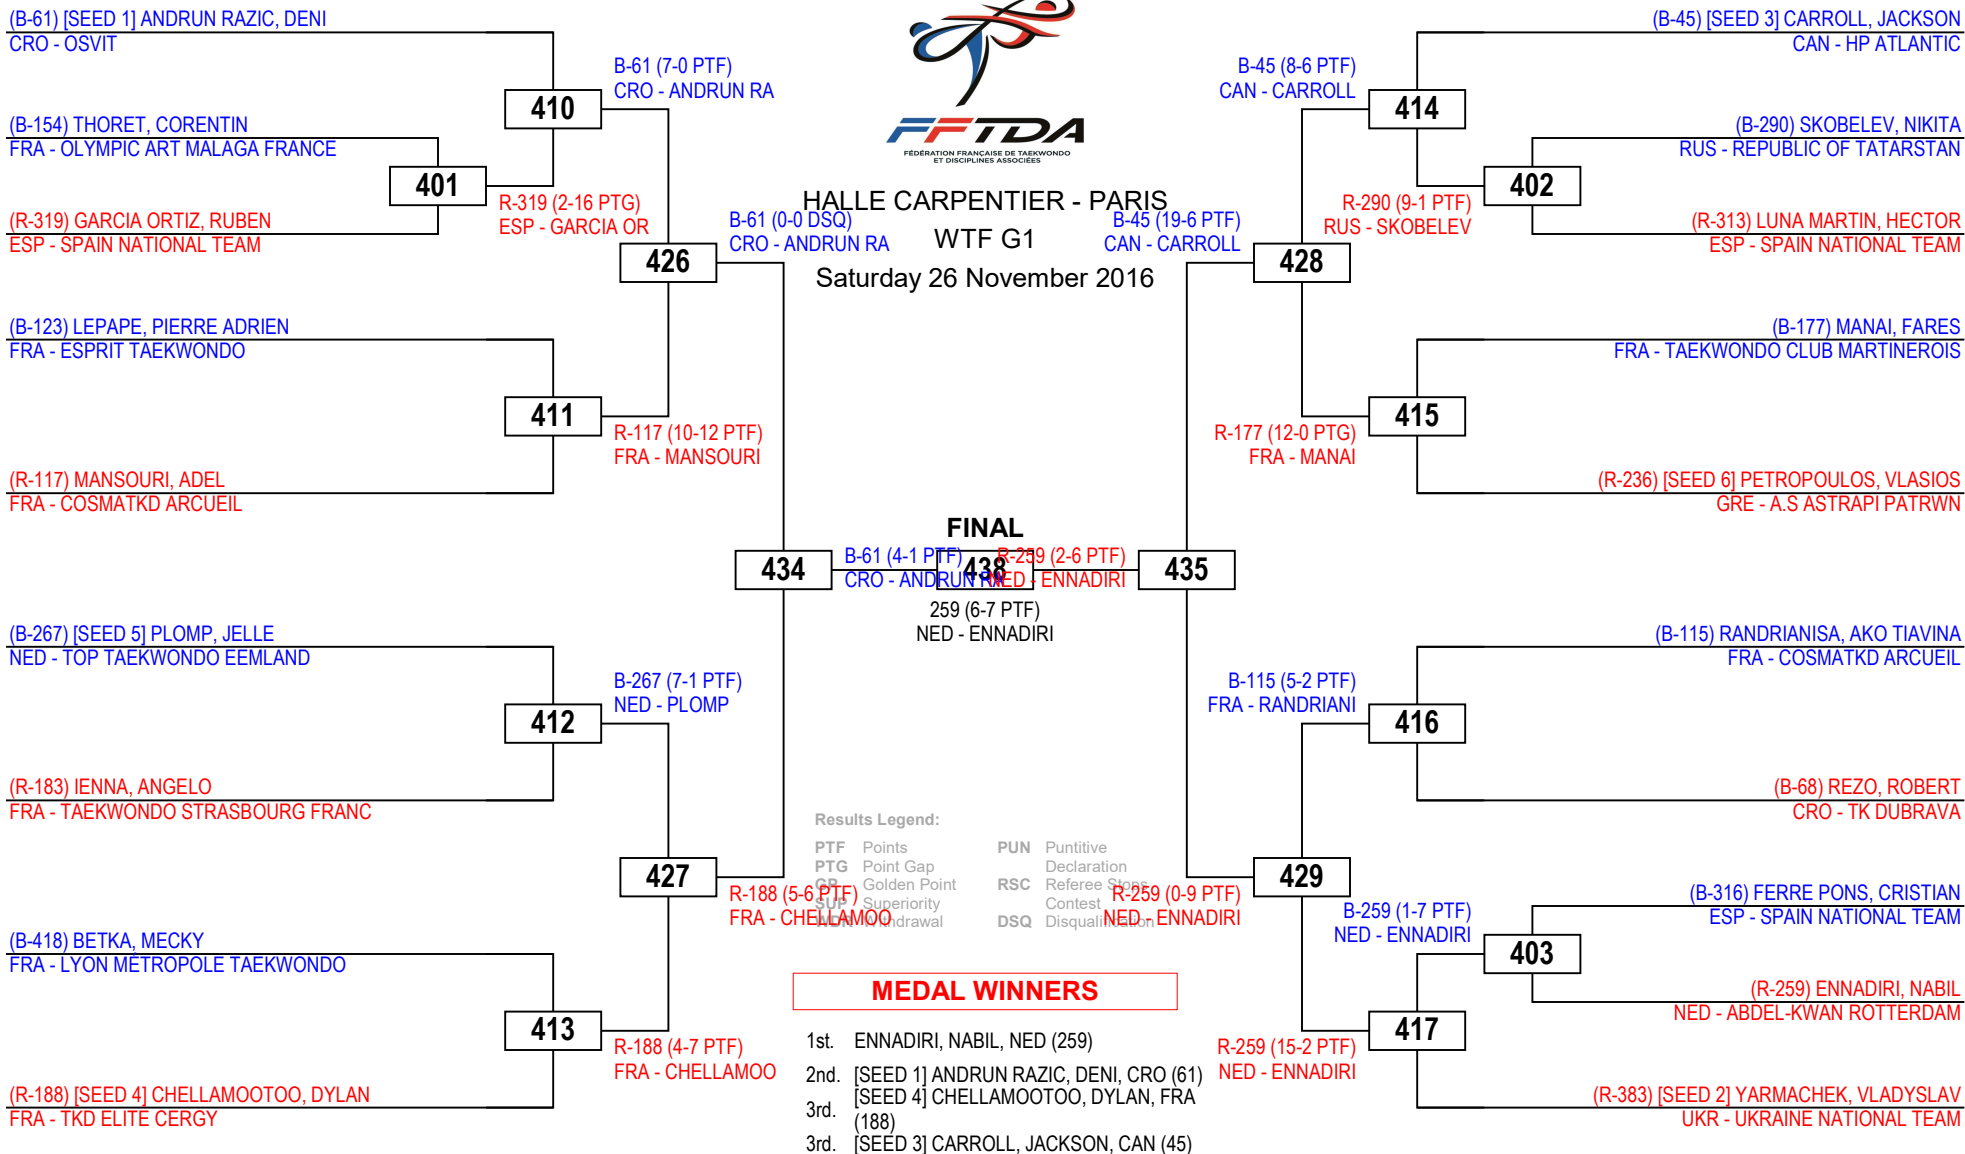 (B-61) [SEED 1] ANDRUN RAZIC, DENI
CRO - OSVIT
(B-154) THORET, CORENTIN
FRA - OLYMPIC ART MALAGA FRANCE
(R-319) GARCIA ORTIZ, RUBEN
ESP - SPAIN NATIONAL TEAM
(B-123) LEPAPE, PIERRE ADRIEN
FRA - ESPRIT TAEKWONDO
(R-117) MANSOURI, ADEL
FRA - COSMATKD ARCUEIL
(B-267) [SEED 5] PLOMP, JELLE
NED - TOP TAEKWONDO EEMLAND
(R-183) IENNA, ANGELO
FRA - TAEKWONDO STRASBOURG FRANC
(B-418) BETKA, MECKY
FRA - LYON MÉTROPOLE TAEKWONDO
(R-188) [SEED 4] CHELLAMOOTOO, DYLAN
FRA - TKD ELITE CERGY
401
R-319 (2-16 PTG)
ESP - GARCIA OR
410
B-61 (7-0 PTF)
CRO - ANDRUN RA
411
R-117 (10-12 PTF)
FRA - MANSOURI
412
B-267 (7-1 PTF)
NED - PLOMP
413
R-188 (4-7 PTF)
FRA - CHELLAMOO
426
B-61 (0-0 DSQ)
CRO - ANDRUN RA
427
R-188 (5-6 PTF)
FRA - CHELLAMOO
434
B-61 (4-1 PTF)
CRO - ANDRUN RA
FFTDA
FÉDÉRATION FRANÇAISE DE TAEKWONDO
ET DISCIPLINES ASSOCIÉES
HALLE CARPENTIER - PARIS
WTF G1
Saturday 26 November 2016
FINAL
438
259 (6-7 PTF)
NED - ENNADIRI
R-259 (2-6 PTF)
NED - ENNADIRI
435
B-45 (19-6 PTF)
CAN - CARROLL
428
R-259 (0-9 PTF)
NED - ENNADIRI
429
B-45 (8-6 PTF)
CAN - CARROLL
414
R-290 (9-1 PTF)
RUS - SKOBELEV
402
R-177 (12-0 PTG)
FRA - MANAI
415
B-115 (5-2 PTF)
FRA - RANDRIANI
416
B-259 (1-7 PTF)
NED - ENNADIRI
403
R-259 (15-2 PTF)
NED - ENNADIRI
417
(B-45) [SEED 3] CARROLL, JACKSON
CAN - HP ATLANTIC
(B-290) SKOBELEV, NIKITA
RUS - REPUBLIC OF TATARSTAN
(R-313) LUNA MARTIN, HECTOR
ESP - SPAIN NATIONAL TEAM
(B-177) MANAI, FARES
FRA - TAEKWONDO CLUB MARTINEROIS
(R-236) [SEED 6] PETROPOULOS, VLASIOS
GRE - A.S ASTRAPI PATRWN
(B-115) RANDRIANISA, AKO TIAVINA
FRA - COSMATKD ARCUEIL
(B-68) REZO, ROBERT
CRO - TK DUBRAVA
(B-316) FERRE PONS, CRISTIAN
ESP - SPAIN NATIONAL TEAM
(R-259) ENNADIRI, NABIL
NED - ABDEL-KWAN ROTTERDAM
(R-383) [SEED 2] YARMACHEK, VLADYSLAV
UKR - UKRAINE NATIONAL TEAM
Results Legend:
PTF Points
PTG Point Gap
GP Golden Point
SUP Superiority
WDR Withdrawal
PUN Puntitive
Declaration
RSC Referee Stops
Contest
DSQ Disqualification
MEDAL WINNERS
1st. ENNADIRI, NABIL, NED (259)
2nd. [SEED 1] ANDRUN RAZIC, DENI, CRO (61)
3rd. [SEED 4] CHELLAMOOTOO, DYLAN, FRA
(188)
3rd. [SEED 3] CARROLL, JACKSON, CAN (45)